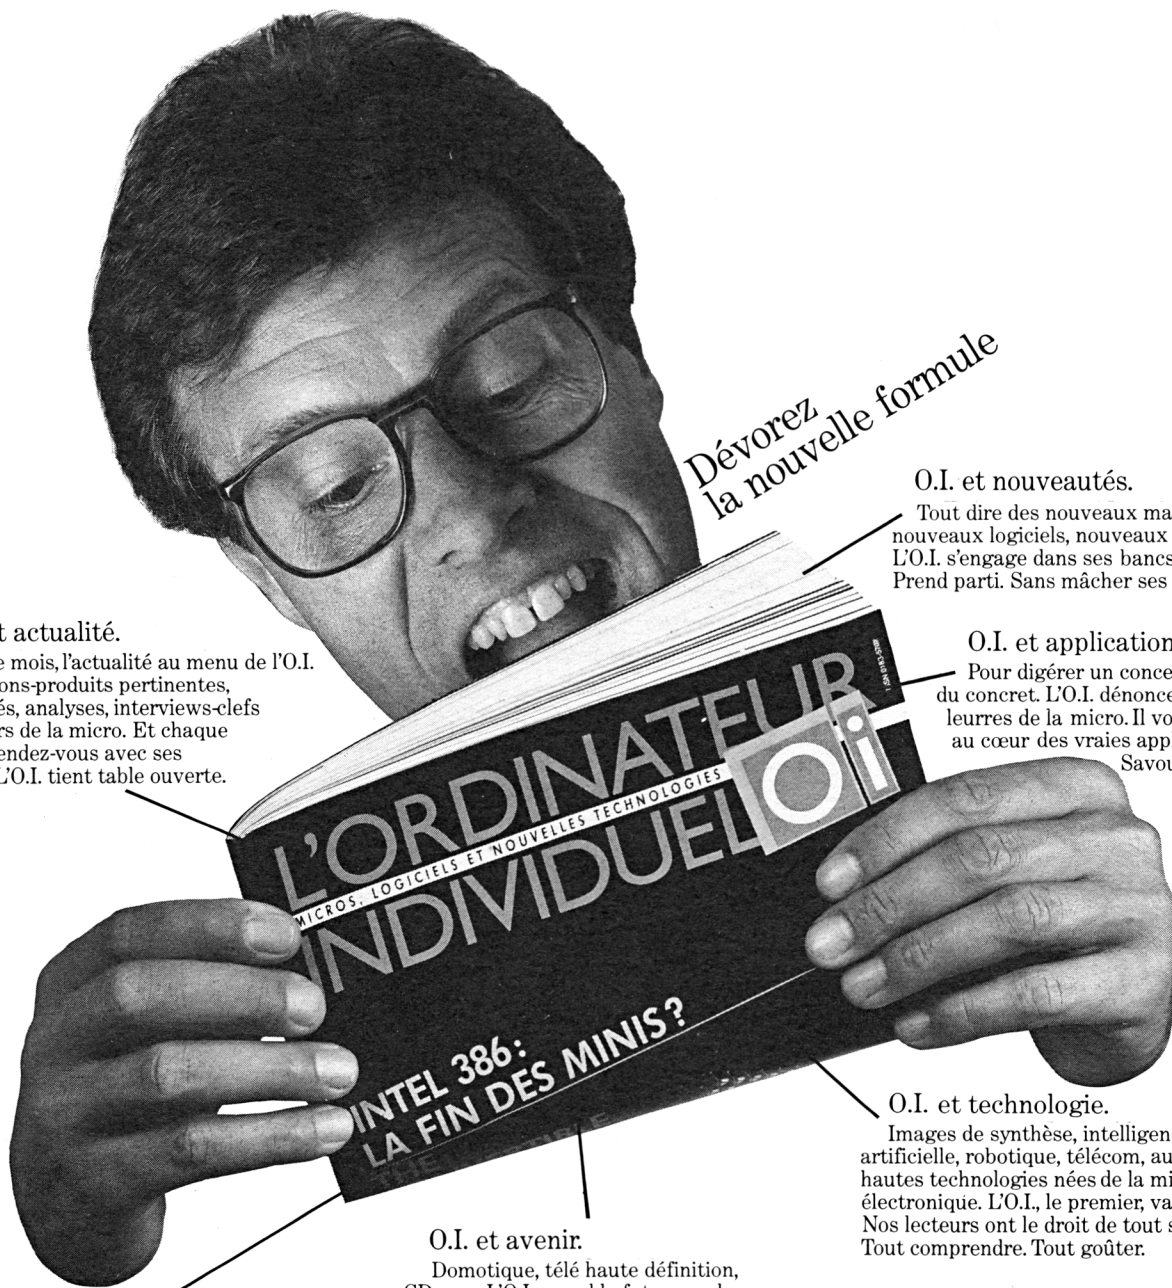 Dévorez
la nouvelle formule
O.I. et nouveautés.
Tout dire des nouveaux ma
nouveaux logiciels, nouveaux
L'O.I. s'engage dans ses bancs
Prend parti. Sans mâcher ses
t actualité.
e mois, l'actualité au menu de l'O.I.
ons-produits pertinentes,
és, analyses, interviews-clefs
rs de la micro. Et chaque
endez-vous avec ses
L'O.I. tient table ouverte.
O.I. et application
Pour digérer un conce
du concret. L'O.I. dénonce
leurres de la micro. Il vo
au cœur des vraies app
Savou
L'ORDINATEUR
MICROS, LOGICIELS ET NOUVELLES TECHNOLOGIES
INDIVIDUEL
Oi
INTEL 386:
LA FIN DES MINIS?
O.I. et technologie.
Images de synthèse, intelligen
artificielle, robotique, télécom, au
hautes technologies nées de la mi
électronique. L'O.I., le premier, va
Nos lecteurs ont le droit de tout s
Tout comprendre. Tout goûter.
O.I. et avenir.
Domotique, télé haute définition,